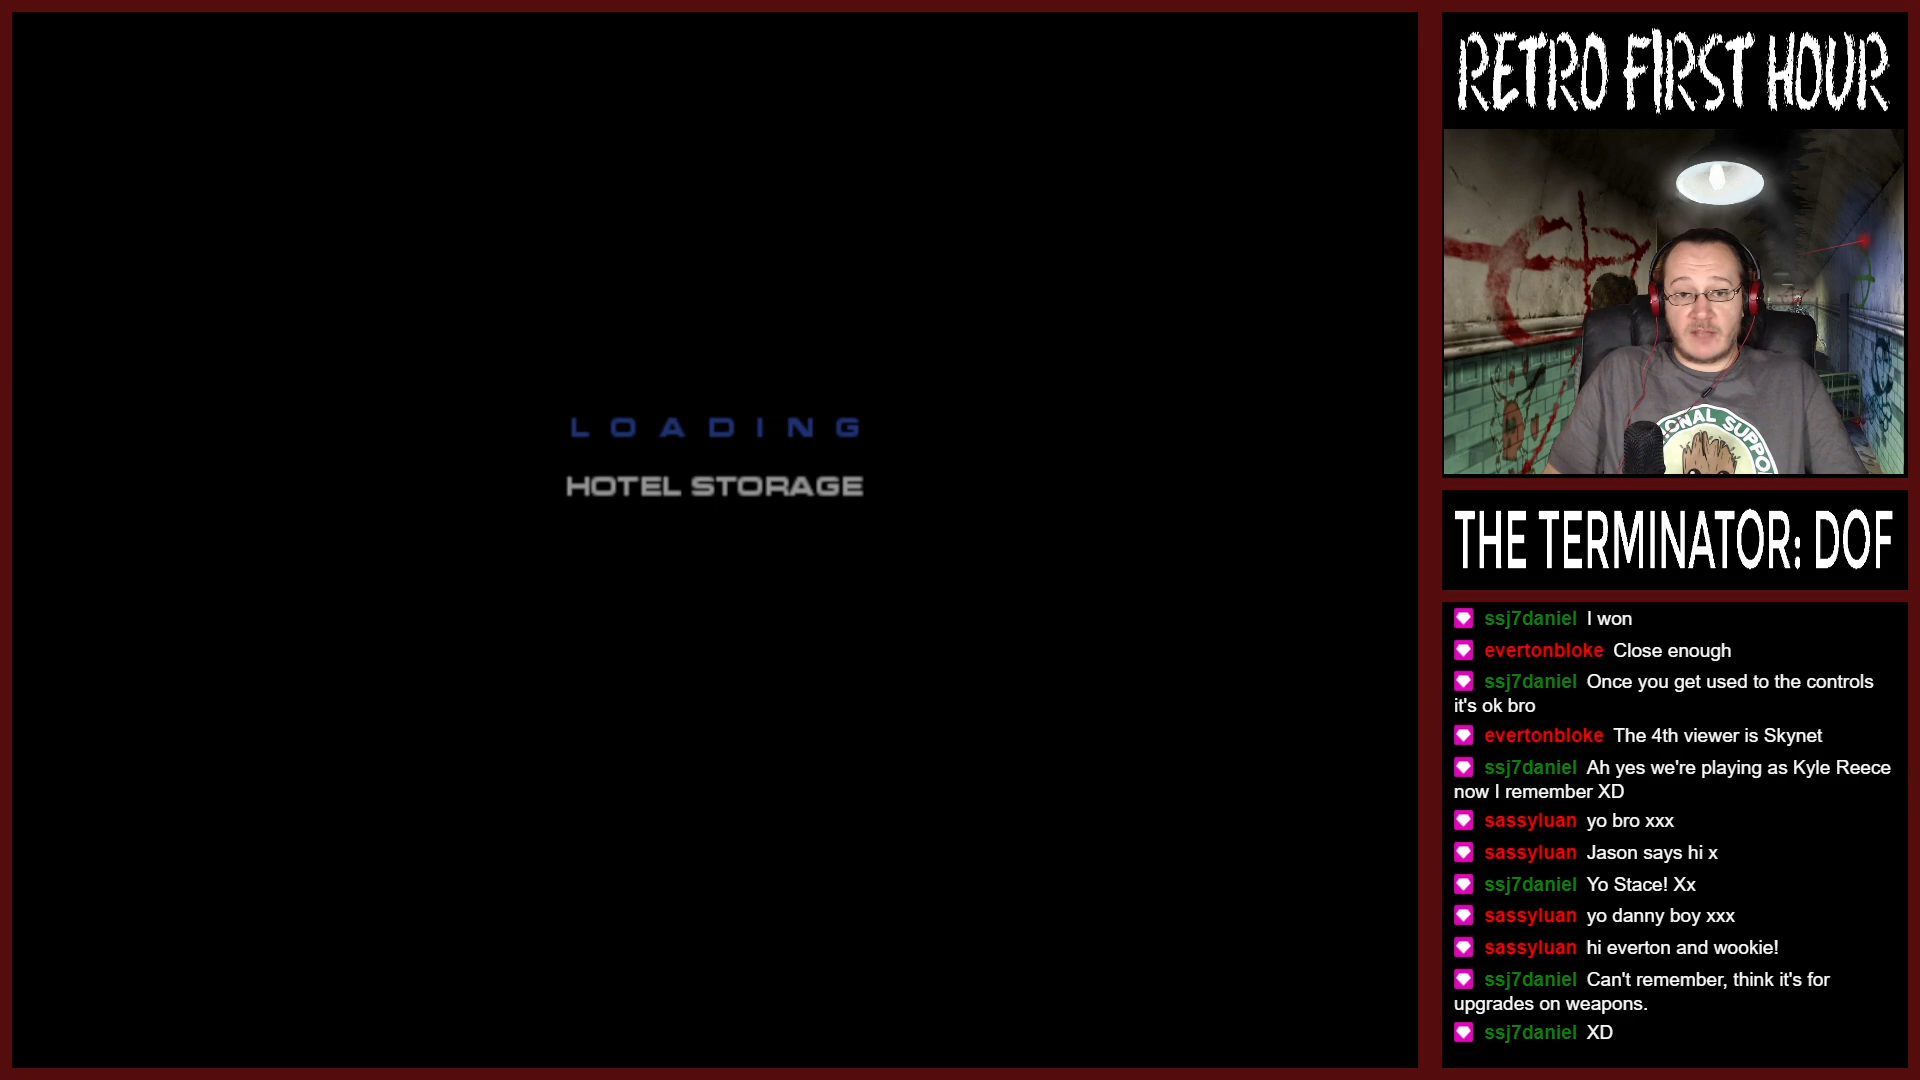 RETRO FIRST HOUR
LOADING
HOTEL STORAGE
ONAL SUPPO
THE TERMINATOR: DOF
ssj7daniel I won
evertonbloke Close enough
ssj7daniel Once you get used to the controls
it's ok bro
evertonbloke The 4th viewer is Skynet
ssj7daniel Ah yes we're playing as Kyle Reece
now I remember XD
sassyluan yo bro xxx
sassyluan Jason says hi x
ssj7daniel Yo Stace! Xx
sassyluan yo danny boy xxx
sassyluan hi everton and wookie!
ssj7daniel Can't remember, think it's for
upgrades on weapons.
ssj7daniel XD